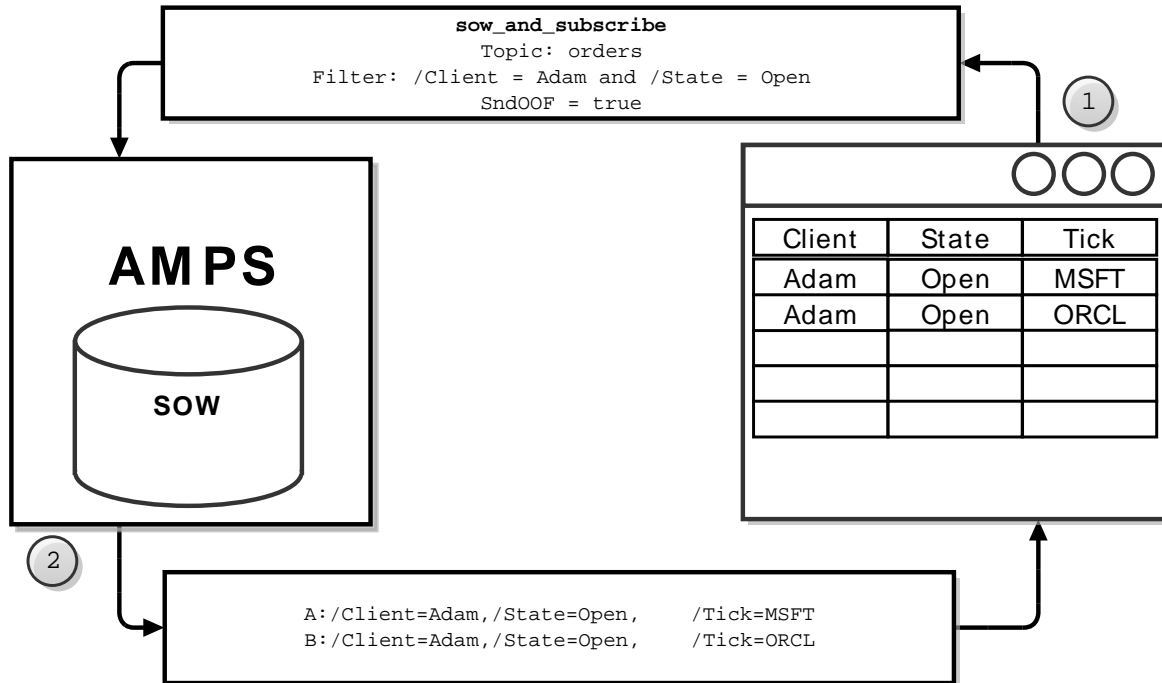 sow_and_subscribe
Topic: orders
Filter: /Client = Adam and /State = Open
SndOOF = true
1
AMPS
SOW
Client State Tick
Adam Open MSFT
Adam Open ORCL
2
A:/Client=Adam,/State=Open, /Tick=MSFT
B:/Client=Adam,/State=Open, /Tick=ORCL